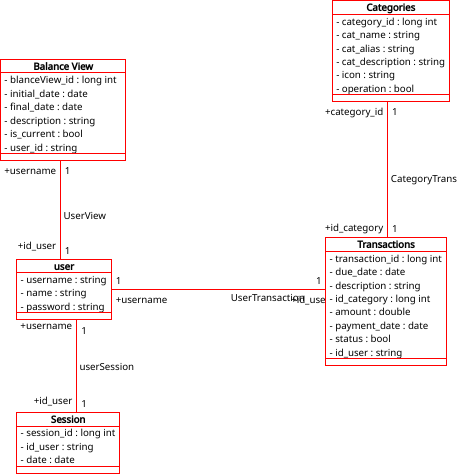 Categories
- category_id : long int
- cat_name : string
- cat_alias : string
- cat_description : string
- icon : string
- operation : bool
Balance View
- blanceView_id : long int
- initial_date : date
- final_date : date
- description : string
- is_current : bool
- user_id : string
+category_id 1
+username 1
CategoryTrans
UserView
+id_category 1
+id_user 1
Transactions
- transaction_id : long int
- due_date : date
- description : string
- id_category : long int
- amount : double
- payment_date : date
- status : bool
- id_user : string
user
- username : string
- name : string
- password : string
1 1
+username UserTransaction +id_user
+username 1
userSession
+id_user 1
Session
- session_id : long int
- id_user : string
- date : date